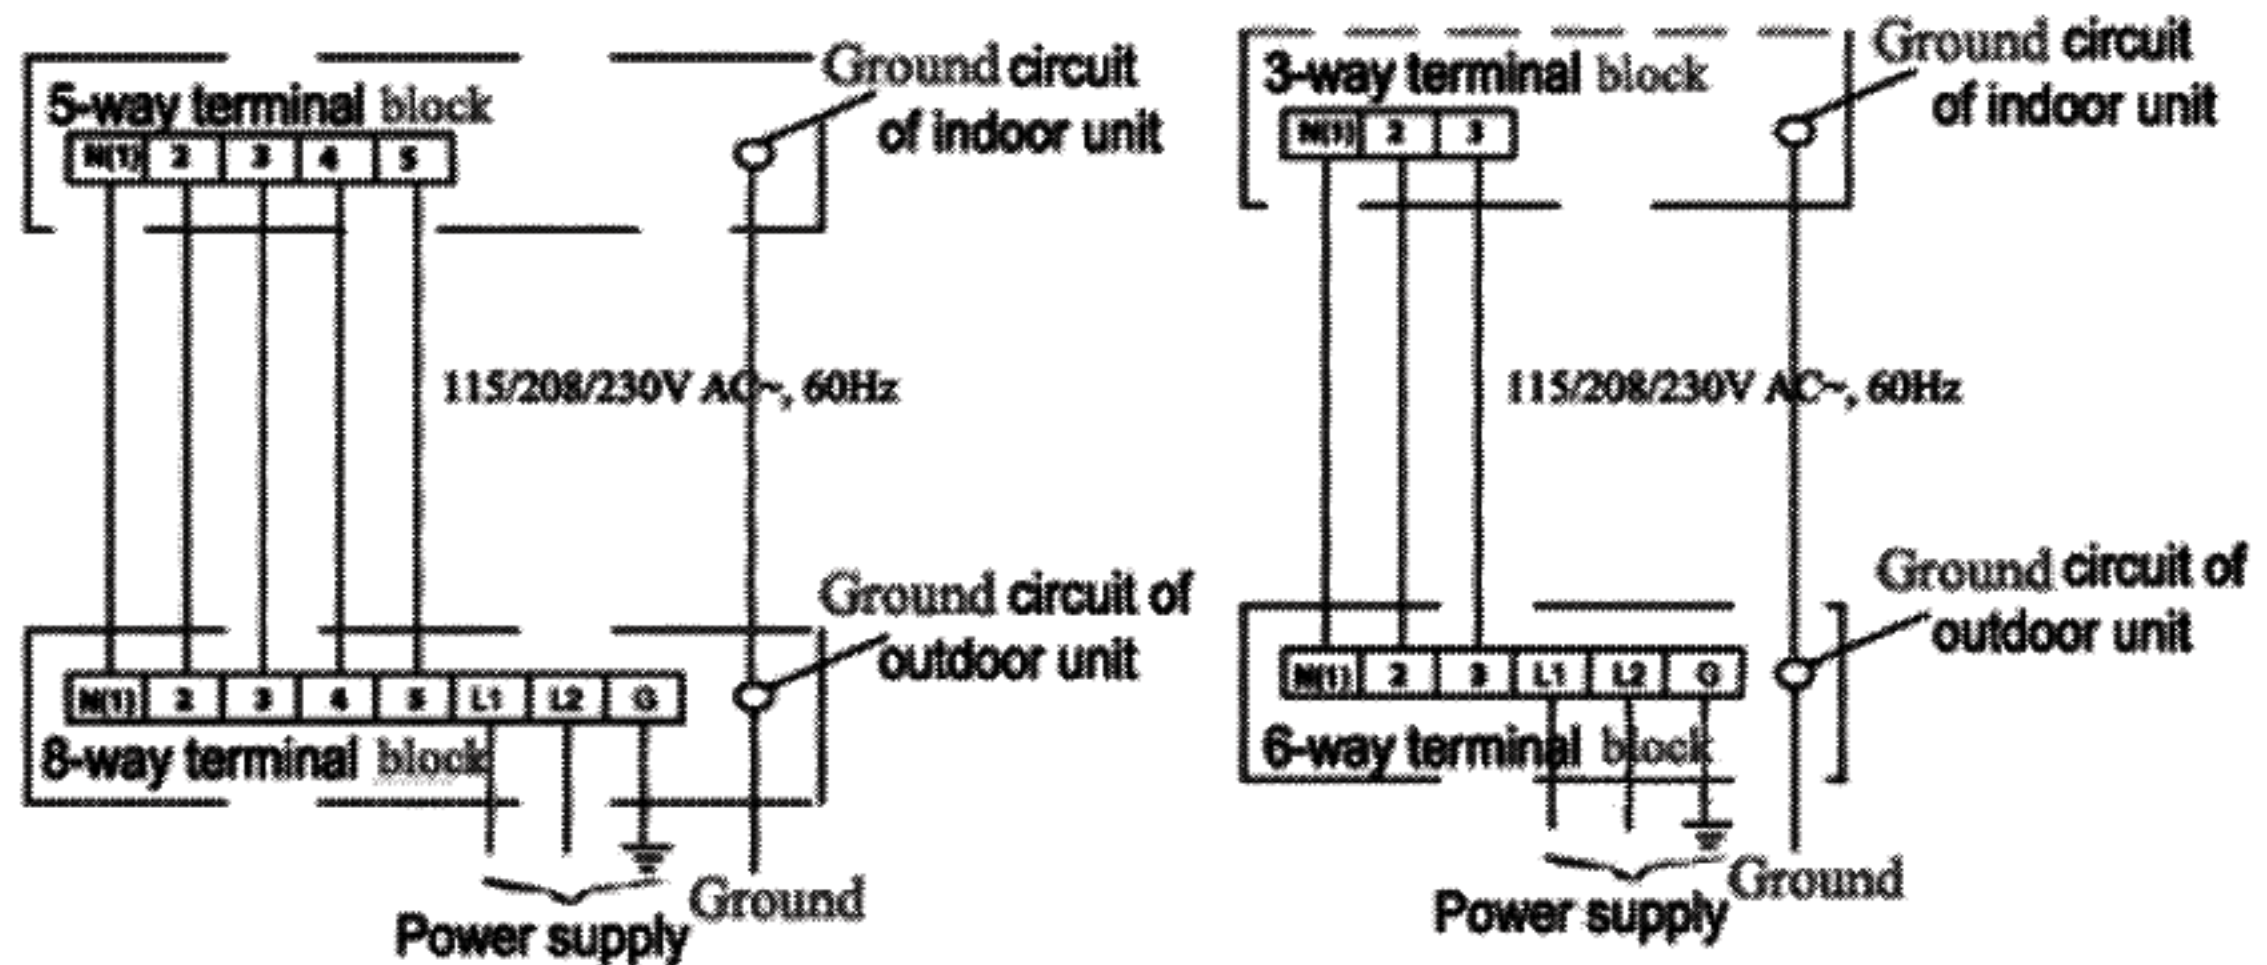 5-way terminal block
N(1) 2 3 4 5
Ground circuit
of indoor unit
115/208/230V AC~, 60Hz
Ground circuit of
outdoor unit
N(1) 2 3 4 5 L1 L2 G
8-way terminal block
Power supply
Ground
3-way terminal block
N(1) 2 3
Ground circuit
of indoor unit
115/208/230V AC~, 60Hz
Ground circuit of
outdoor unit
N(1) 2 3 L1 L2 G
6-way terminal block
Power supply
Ground